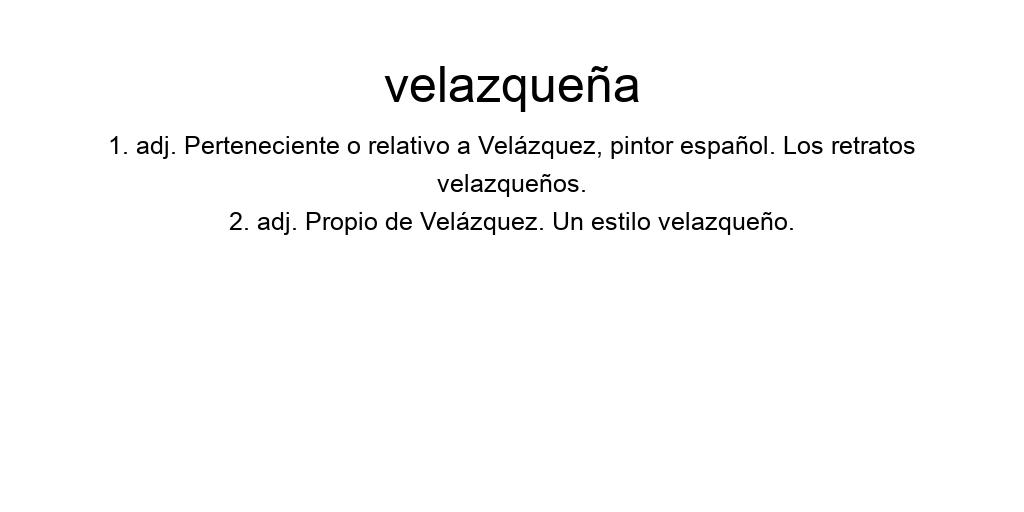 velazqueña
1. adj. Perteneciente o relativo a Velázquez, pintor español. Los retratos
velazqueños.
2. adj. Propio de Velázquez. Un estilo velazqueño.